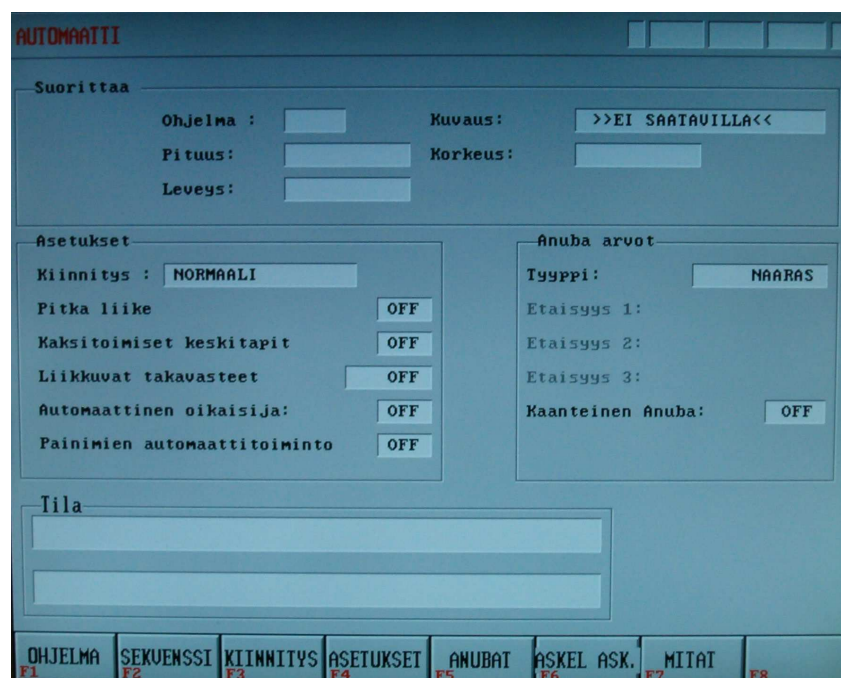 AUTOMAATTI
Suorittaa
Ohjelma : Kuvaus: >>EI SAATAVILLA<<
Pituus: Korkeus:
Leveys:
Asetukset
Kiinnitys : NORMAALI
Pitka liike OFF
Kaksitoimiset keskitapit OFF
Liikkuvat takavasteet OFF
Automaattinen oikaisija: OFF
Painimien automaattitoiminto OFF
Anuba arvot
Tyyppi: NAARAS
Etaisyys 1:
Etaisyys 2:
Etaisyys 3:
Kaanteinen Anuba: OFF
Tila
OHJELMA SEKVENSSI KIINNITYS ASETUKSET ANUBAT ASKEL ASK. MITAT
F1 F2 F3 F4 F5 F6 F7 F8